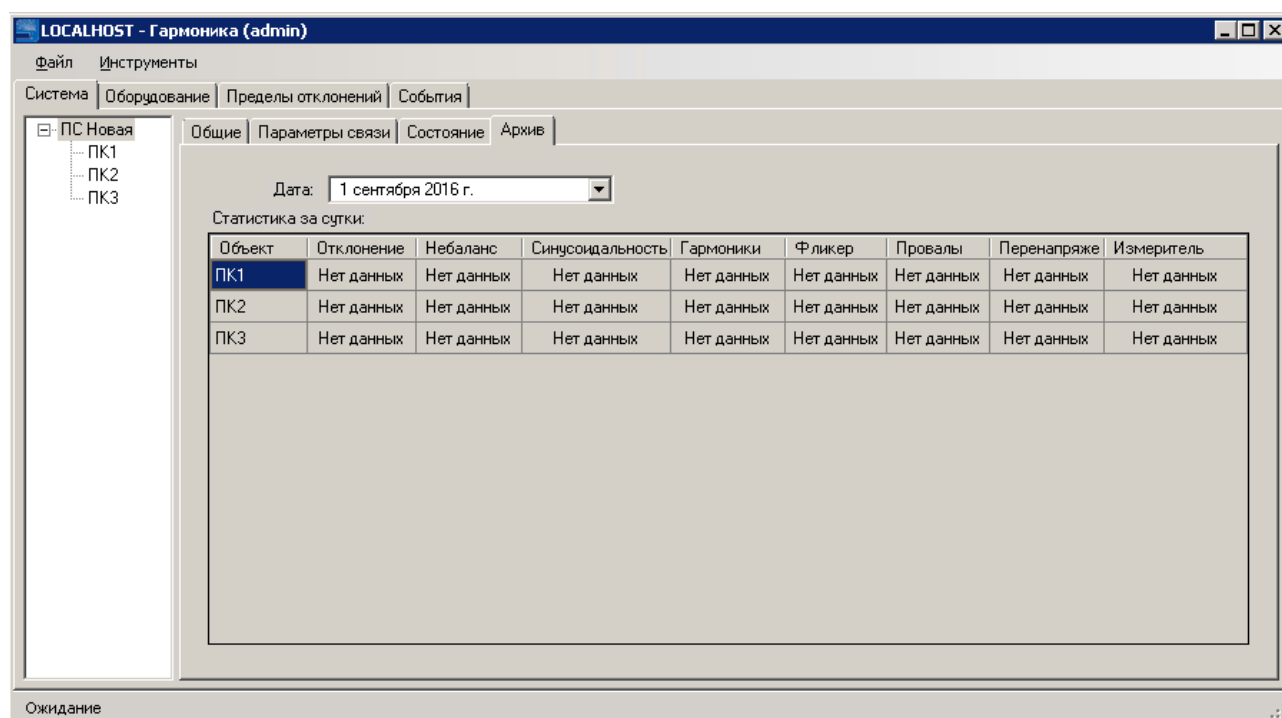 LOCALHOST - Гармоника (admin)
Файл Инструменты
Система Оборудование Пределы отклонений События
ПС Новая
ПК1
ПК2
ПК3
Общие Параметры связи Состояние Архив
Дата: 1 сентября 2016 г.
Статистика за сутки:
Объект Отклонение Небаланс Синусоидальность Гармоники Фликер Провалы Перенапряже Измеритель
ПК1 Нет данных Нет данных Нет данных Нет данных Нет данных Нет данных Нет данных Нет данных
ПК2 Нет данных Нет данных Нет данных Нет данных Нет данных Нет данных Нет данных Нет данных
ПК3 Нет данных Нет данных Нет данных Нет данных Нет данных Нет данных Нет данных Нет данных
Ожидание